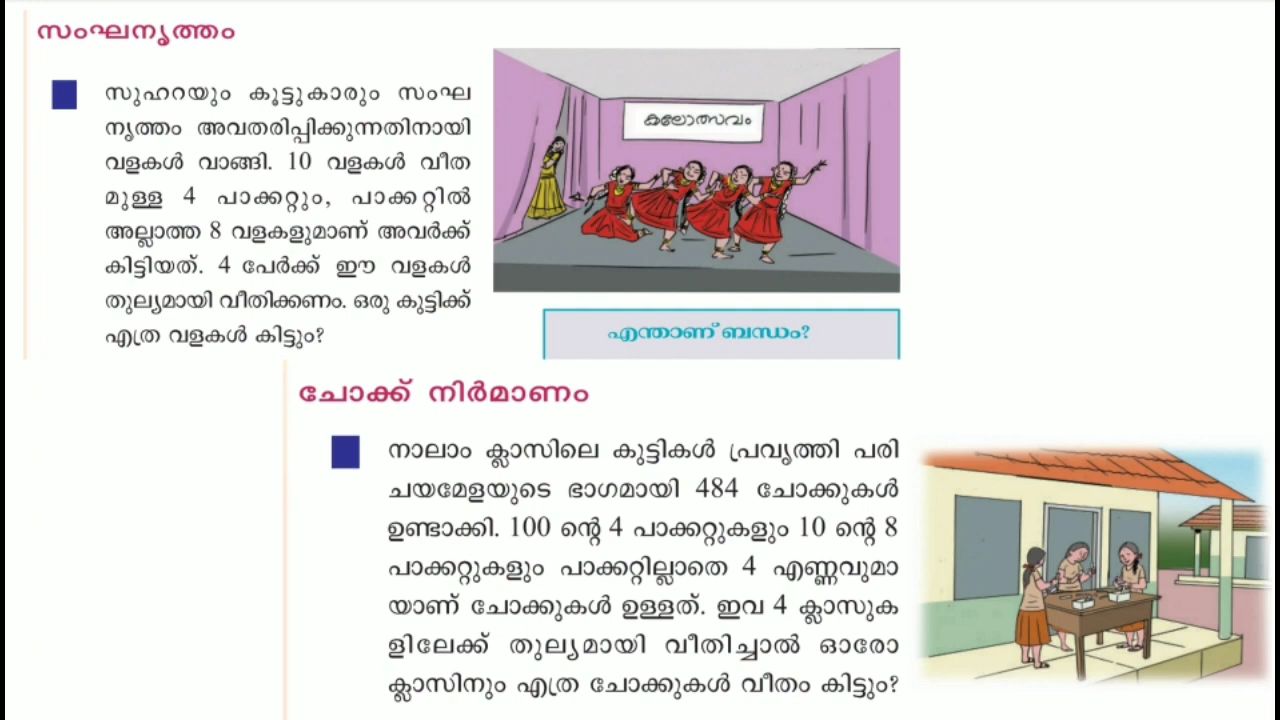 സംഘനൃത്തം
സുഹറയും കൂട്ടുകാരും സംഘ
നൃത്തം അവതരിപ്പിക്കുന്നതിനായി
വളകൾ വാങ്ങി. 10 വളകൾ വീത
മുള്ള 4 പാക്കറ്റും, പാക്കറ്റിൽ
അല്ലാത്ത 8 വളകളുമാണ് അവർക്ക്
കിട്ടിയത്. 4 പേർക്ക് ഈ വളകൾ
തുല്യമായി വീതിക്കണം. ഒരു കുട്ടിക്ക്
എത്ര വളകൾ കിട്ടും?
കലോത്സവം
എന്താണ് ബന്ധം?
ചോക്ക് നിർമാണം
നാലാം ക്ലാസിലെ കുട്ടികൾ പ്രവൃത്തി പരി
ചയമേളയുടെ ഭാഗമായി 484 ചോക്കുകൾ
ഉണ്ടാക്കി. 100 ന്റെ 4 പാക്കറ്റുകളും 10 ന്റെ 8
പാക്കറ്റുകളും പാക്കറ്റില്ലാതെ 4 എണ്ണവുമാ
യാണ് ചോക്കുകൾ ഉള്ളത്. ഇവ 4 ക്ലാസുക
ളിലേക്ക് തുല്യമായി വീതിച്ചാൽ ഓരോ
ക്ലാസിനും എത്ര ചോക്കുകൾ വീതം കിട്ടും?